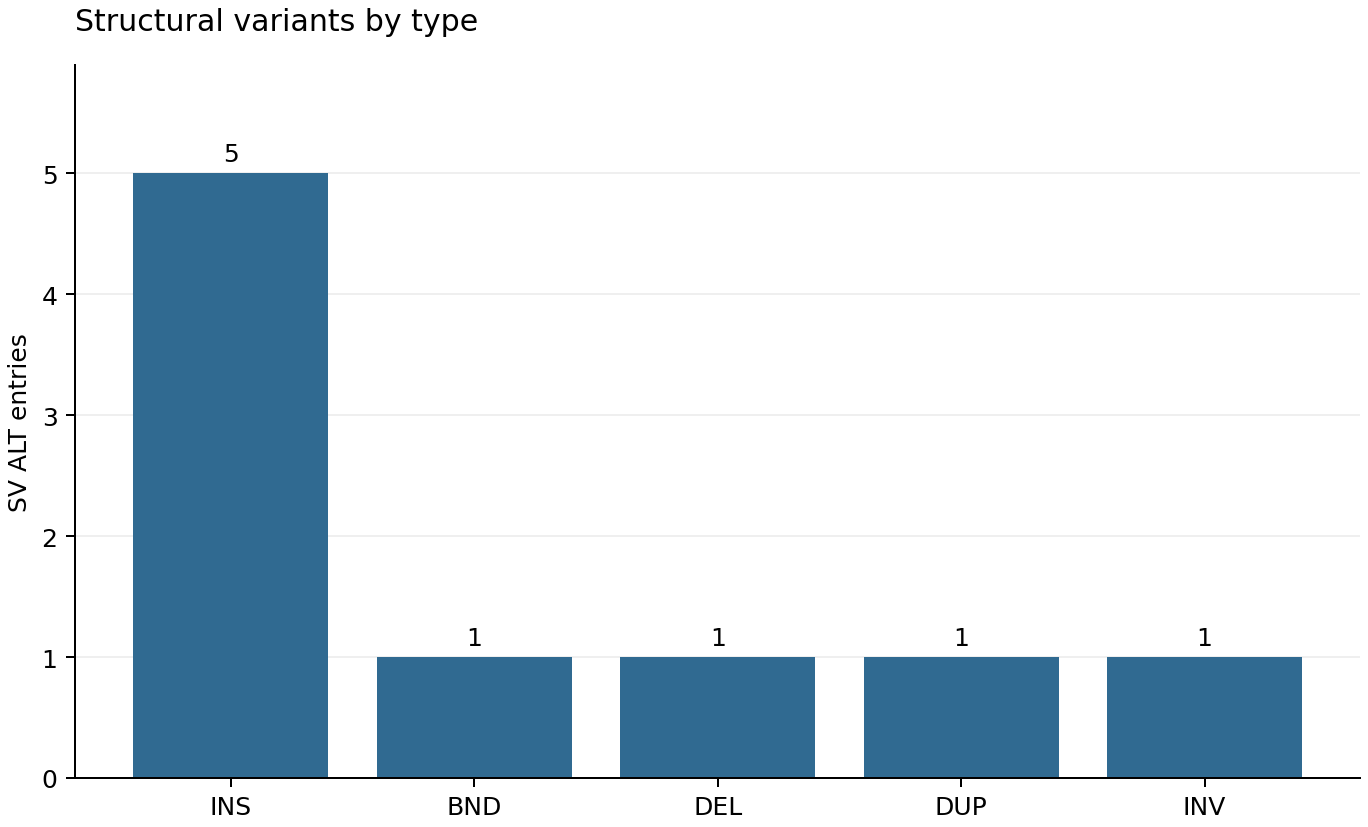 Structural variants by type
SV ALT entries
5
4
3
2
1
0
5
1
1
1
1
INS
BND
DEL
DUP
INV